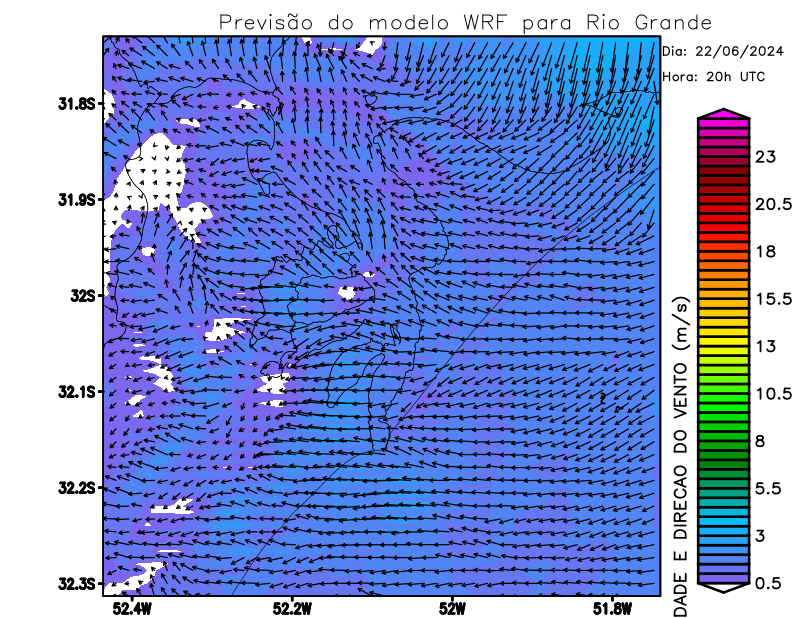 Previsão do modelo WRF para Rio Grande
Dia: 22/06/2024
Hora: 20h UTC
31.8S
31.9S
32S
32.1S
32.2S
32.3S
52.4W
52.2W
52W
51.8W
23
20.5
18
15.5
13
10.5
8
5.5
3
0.5
DADE E DIRECAO DO VENTO (m/s)